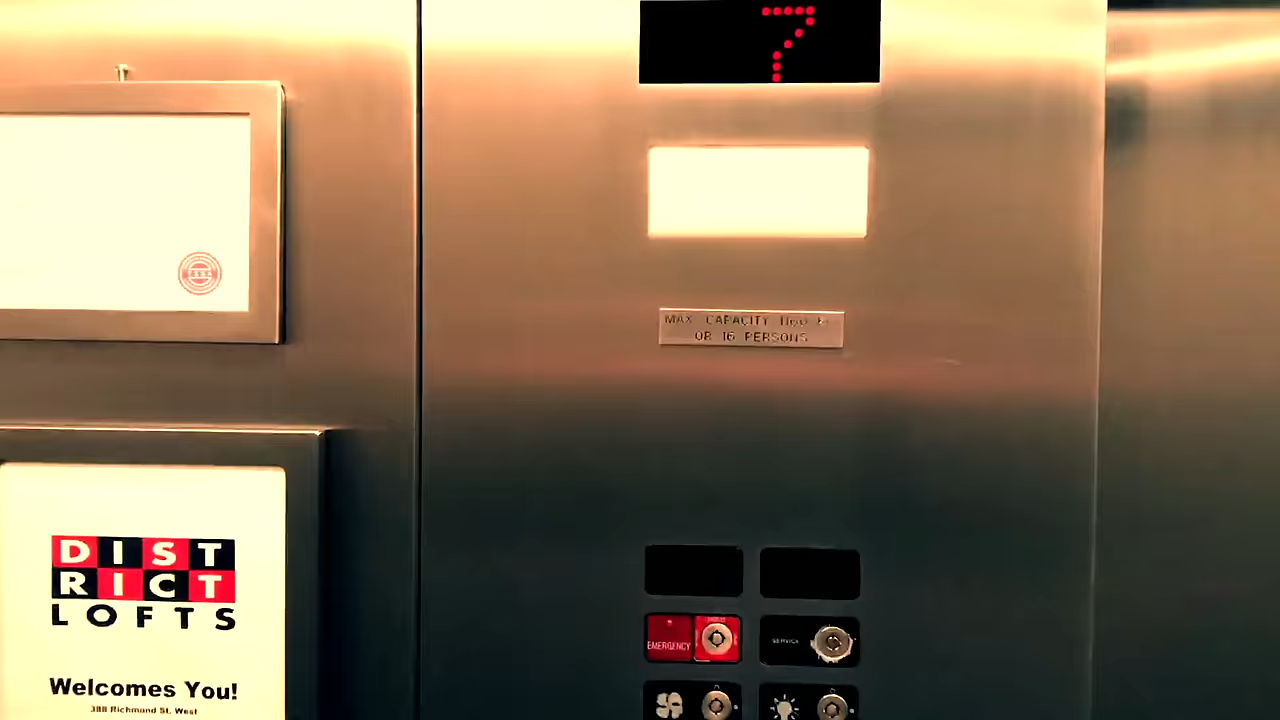 7
MAX. CAPACITY
OR 16 PERSONS
EMERGENCY
SERVICE
DIST
RICT
LOFTS
Welcomes You!
388 Richmond St. West